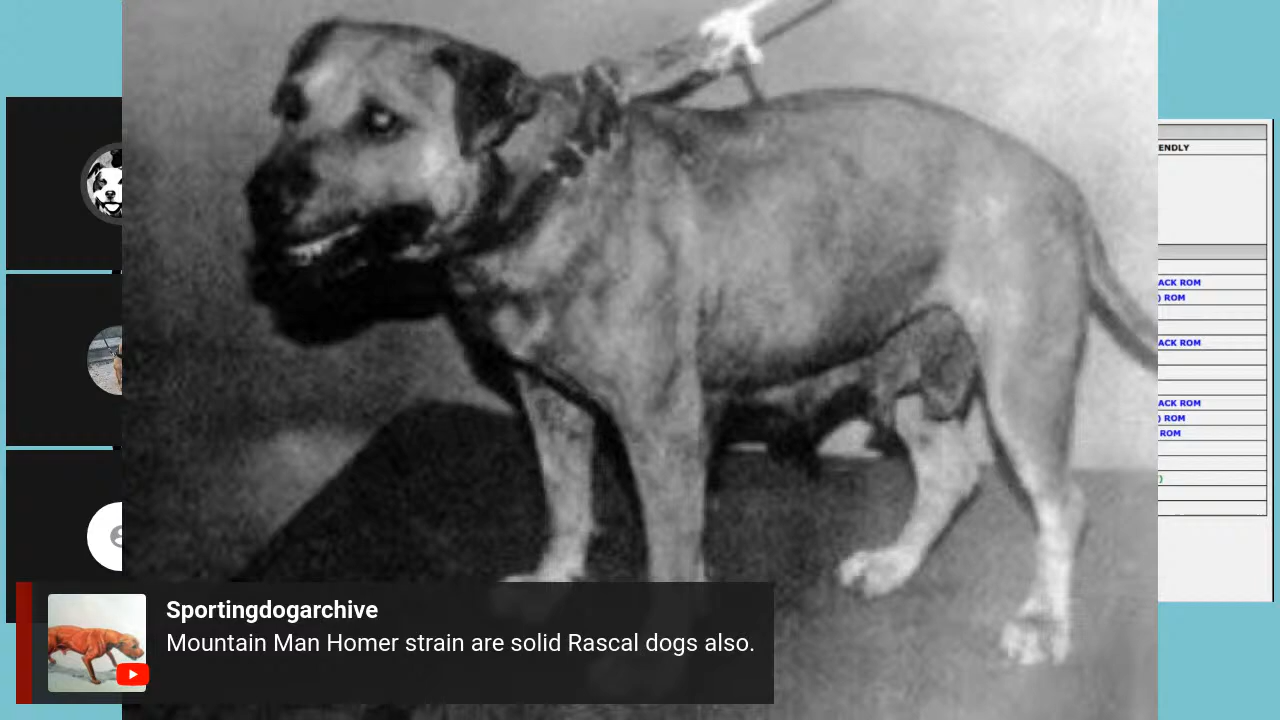 ENDLY
ACK ROM
) ROM
ACK ROM
ACK ROM
) ROM
ROM
)
Sportingdogarchive
Mountain Man Homer strain are solid Rascal dogs also.